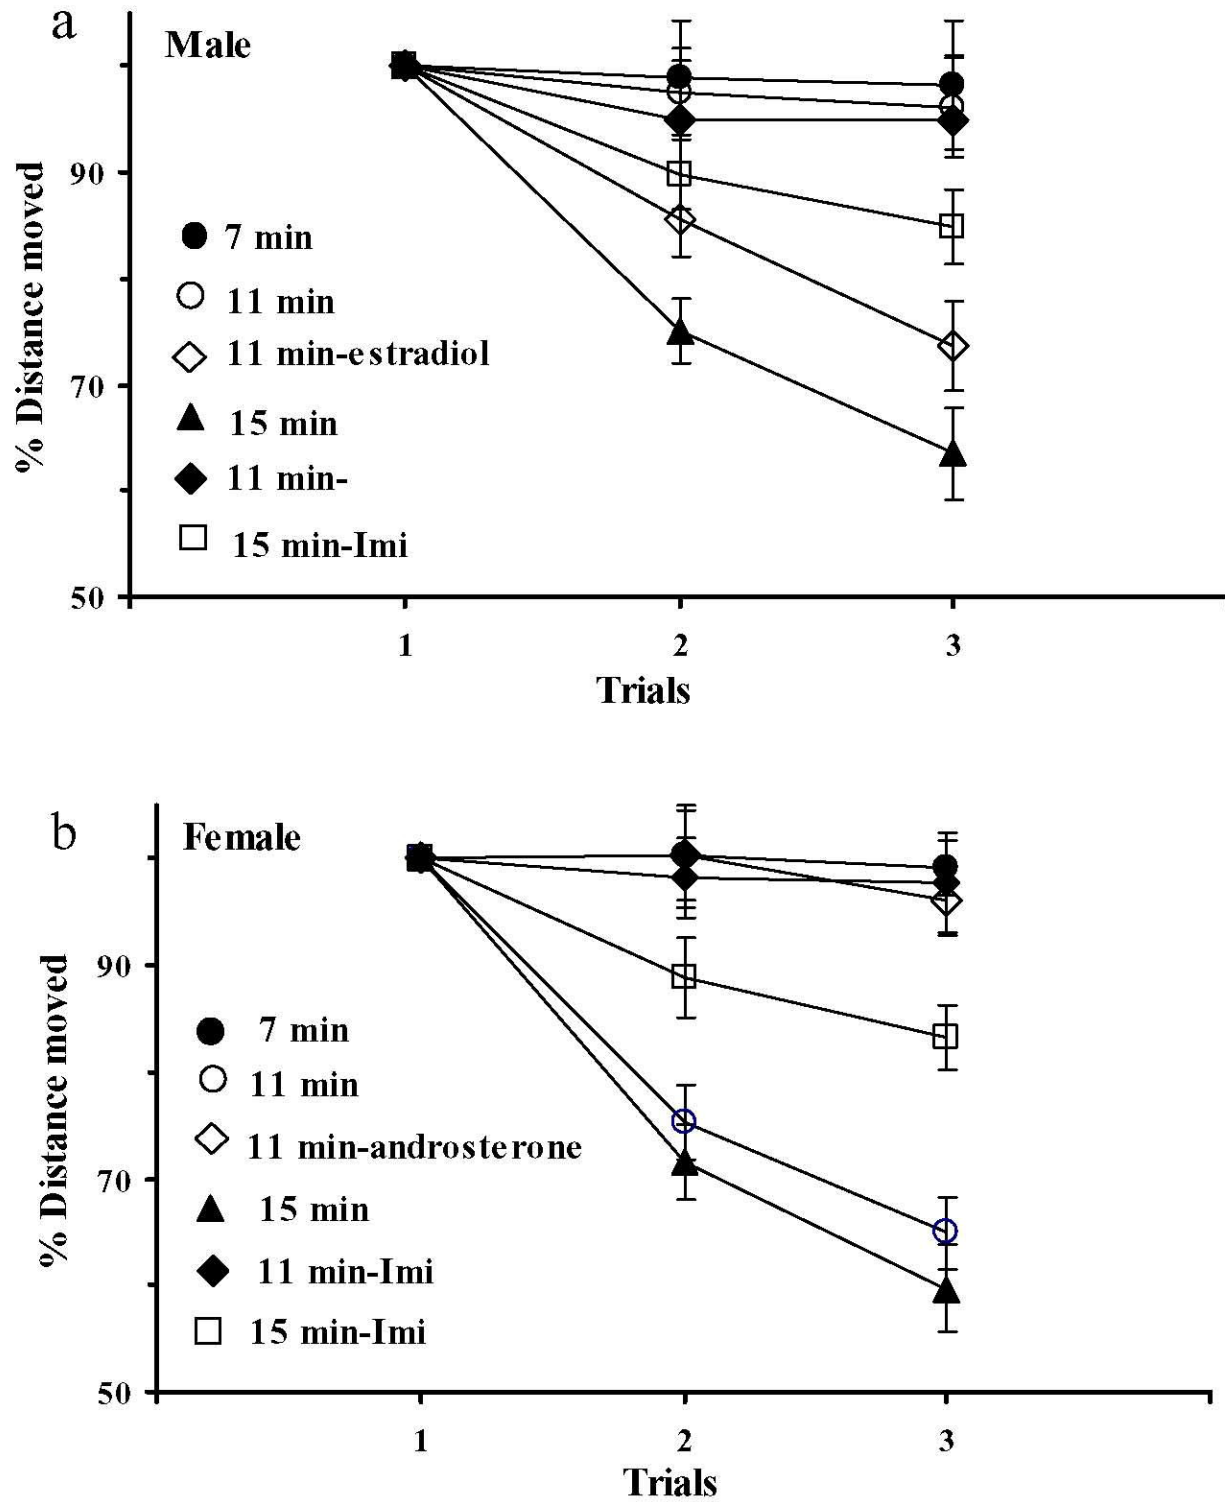 a
Male
% Distance moved
90
70
50
7 min
11 min
11 min-estradiol
15 min
11 min-
15 min-Imi
1 2 3
Trials
b
Female
% Distance moved
90
70
50
7 min
11 min
11 min-androsterone
15 min
11 min-Imi
15 min-Imi
1 2 3
Trials